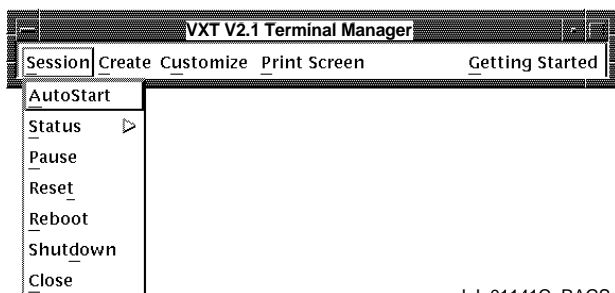 VXT V2.1 Terminal Manager
Session Create Customize Print Screen Getting Started
AutoStart
Status
Pause
Reset
Reboot
Shutdown
Close